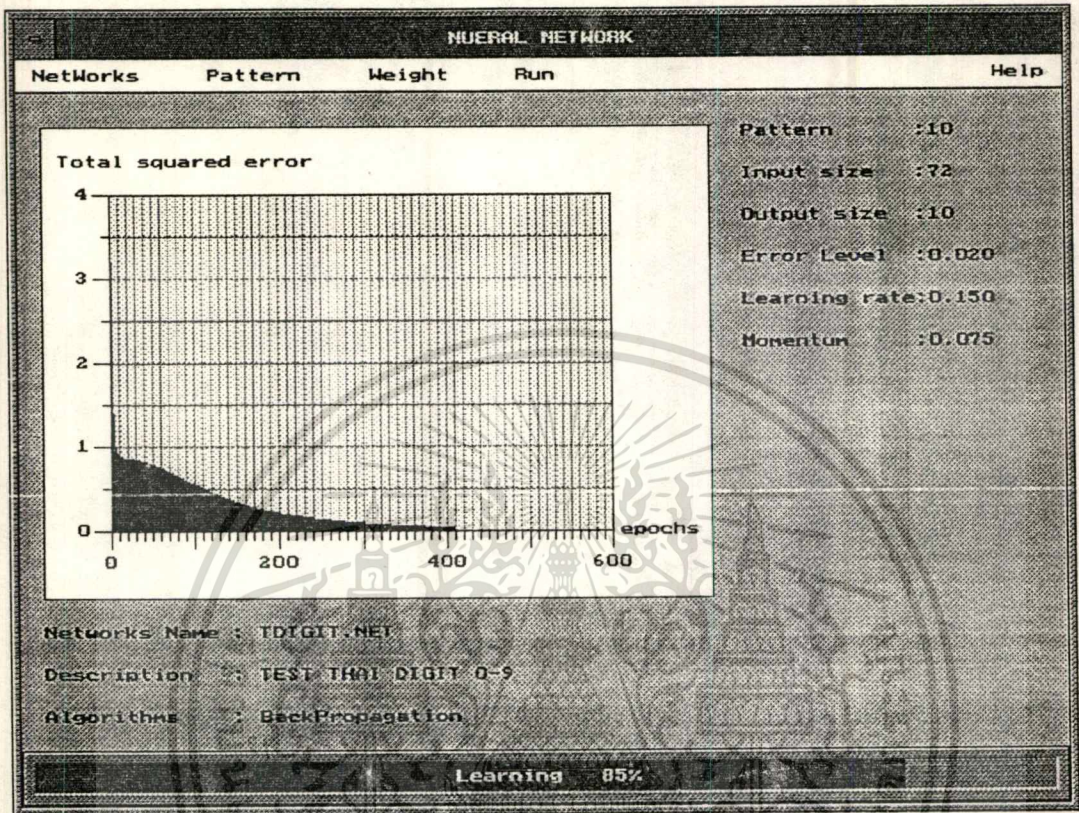 NUERAL NETWORK
NetWorks Pattern Weight Run Help
Total squared error
4
3
2
1
0
epochs
0 200 400 600
Pattern :10
Input size :72
Output size :10
Error Level :0.020
Learning rate:0.150
Momentum :0.075
Networks Name : TDIGIT.NET
Description : TEST THAI DIGIT 0-9
Algorithms : BackPropagation
Learning 85%